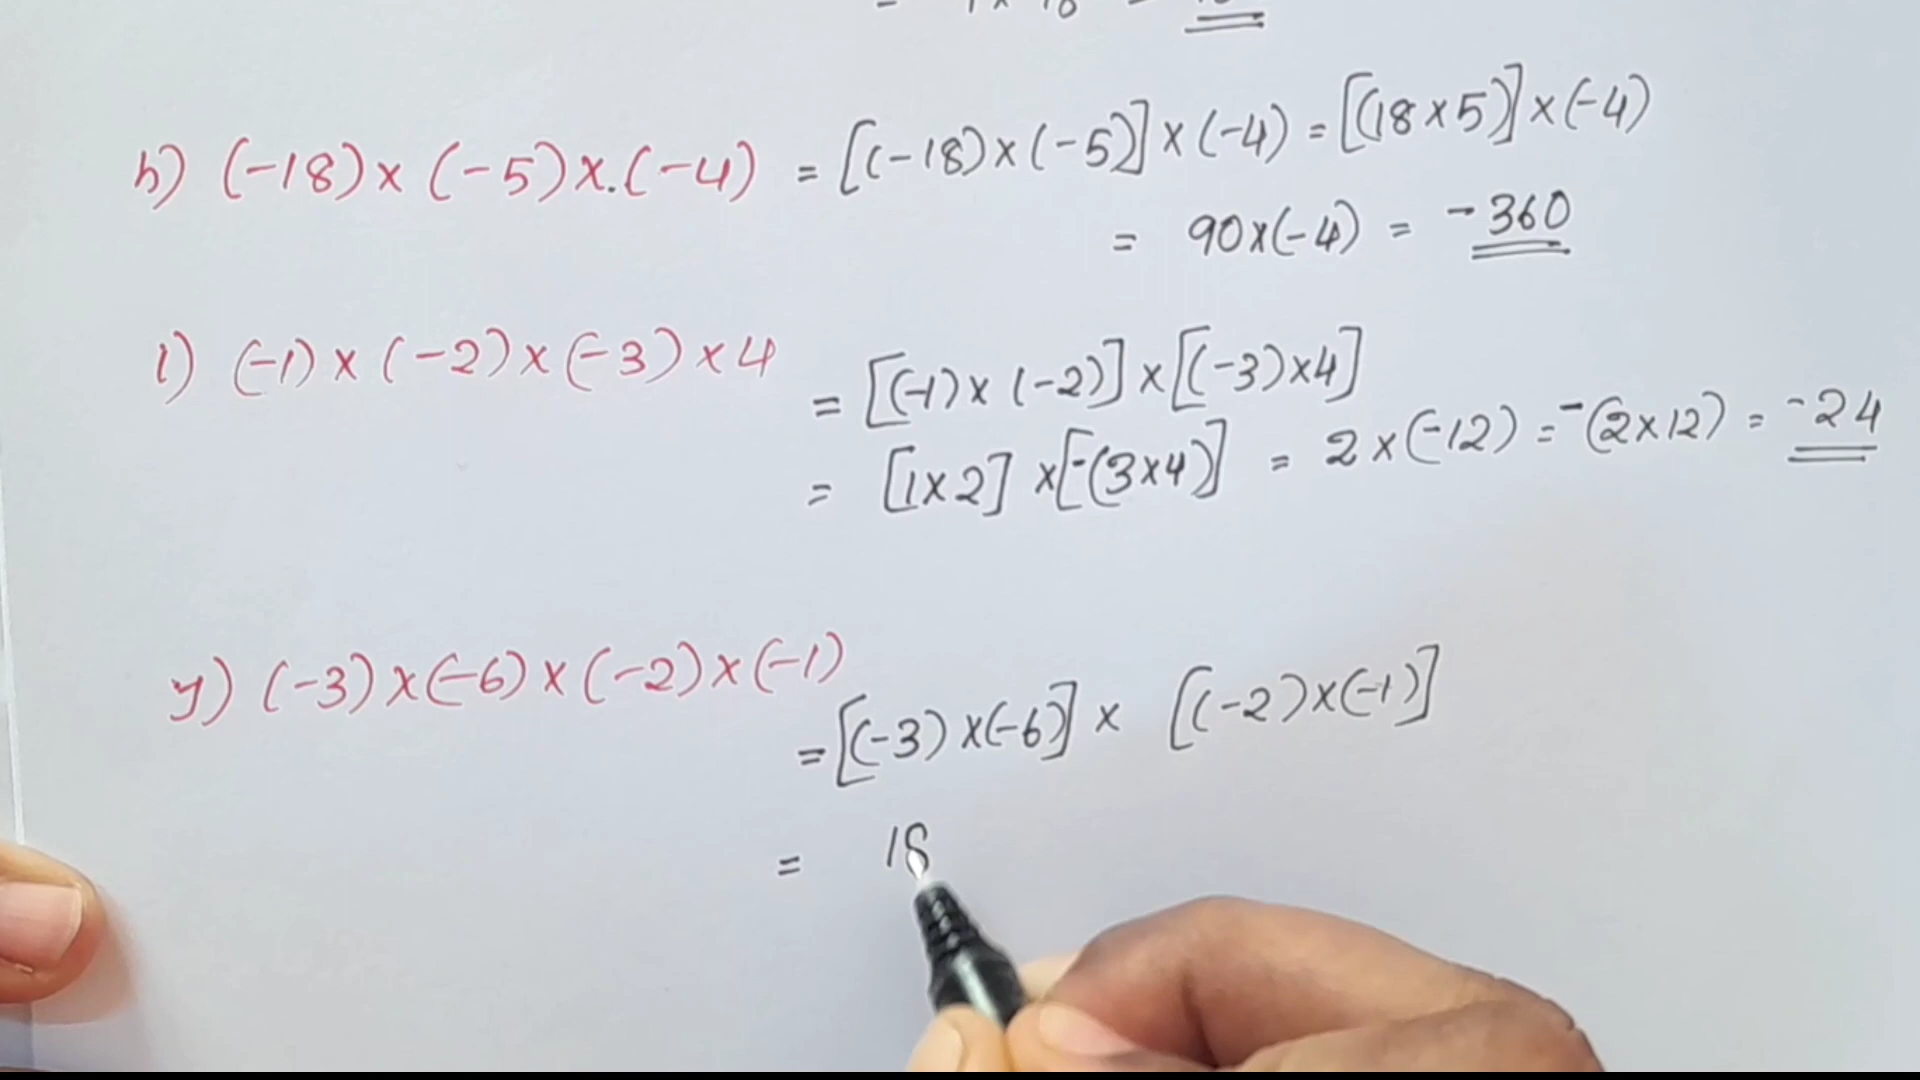 h) (-18) x (-5) x. (-4) = [(-18) x (-5)] x (-4) = [(18 x 5)] x (-4)
= 90 x (-4) = -360
i) (-1) x (-2) x (-3) x 4
= [(-1) x (-2)] x [(-3) x 4]
= [1 x 2] x [-(3 x 4)] = 2 x (-12) = -(2 x 12) = -24
y) (-3) x (-6) x (-2) x (-1)
= [(-3) x (-6)] x [(-2) x (-1)]
= 18